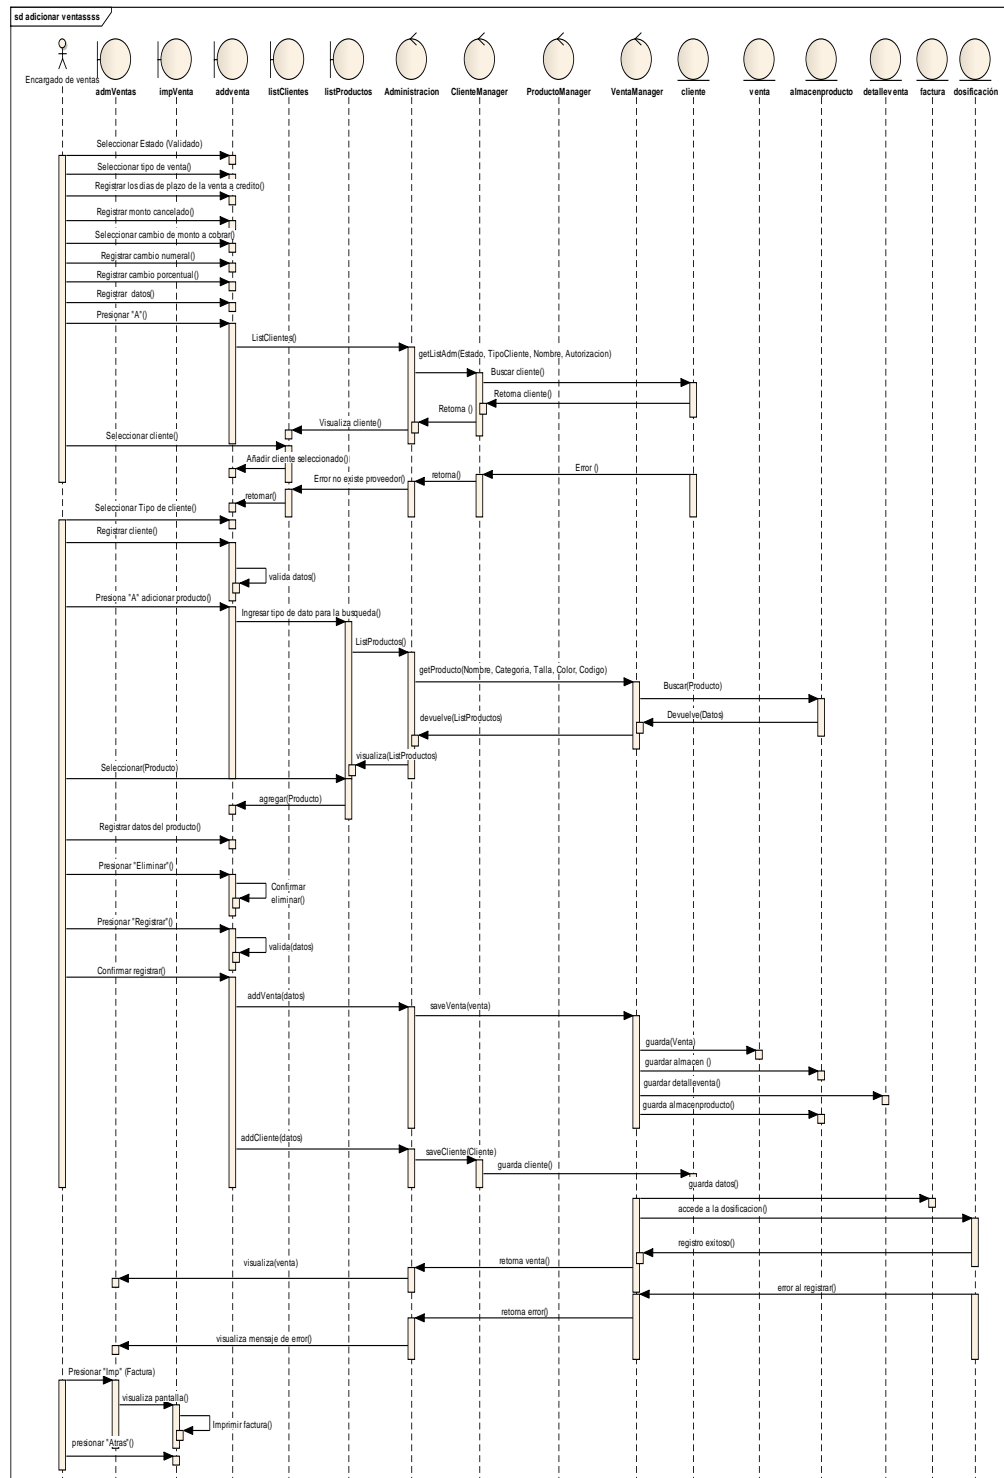 sd adicionar ventassss
Encargado de ventas
admVentas
impVenta
addventa
listClientes
listProductos
Administracion
ClienteManager
ProductoManager
VentaManager
cliente
venta
almacenproducto
detalleventa
factura
dosificación
Seleccionar Estado (Validado)
Seleccionar tipo de venta()
Registrar los dias de plazo de la venta a credito()
Registrar monto cancelado()
Seleccionar cambio de monto a cobrar()
Registrar cambio numeral()
Registrar cambio porcentual()
Registrar datos()
Presionar "A"()
ListClientes()
getListAdm(Estado, TipoCliente, Nombre, Autorizacion)
Buscar cliente()
Retorna cliente()
Retorna ()
Visualiza cliente()
Seleccionar cliente()
Añadir cliente seleccionado()
Error ()
retorna()
Error no existe proveedor()
retornar()
Seleccionar Tipo de cliente()
Registrar cliente()
valida datos()
Presiona "A" adicionar producto()
Ingresar tipo de dato para la busqueda()
ListProductos()
getProducto(Nombre, Categoria, Talla, Color, Codigo)
Buscar(Producto)
Devuelve(Datos)
devuelve(ListProductos)
visualiza(ListProductos)
Seleccionar(Producto)
agregar(Producto)
Registrar datos del producto()
Presionar "Eliminar"()
Confirmar
eliminar()
Presionar "Registrar"()
valida(datos)
Confirmar registrar()
addVenta(datos)
saveVenta(venta)
guarda(Venta)
guardar almacen ()
guardar detalleventa()
guarda almacenproducto()
addCliente(datos)
saveCliente(Cliente)
guarda cliente()
guarda datos()
accede a la dosificacion()
registro exitoso()
retorna venta()
visualiza(venta)
error al registrar()
retorna error()
visualiza mensaje de error()
Presionar "Imp" (Factura)
visualiza pantalla()
Imprimir factura()
presionar "Atras"()